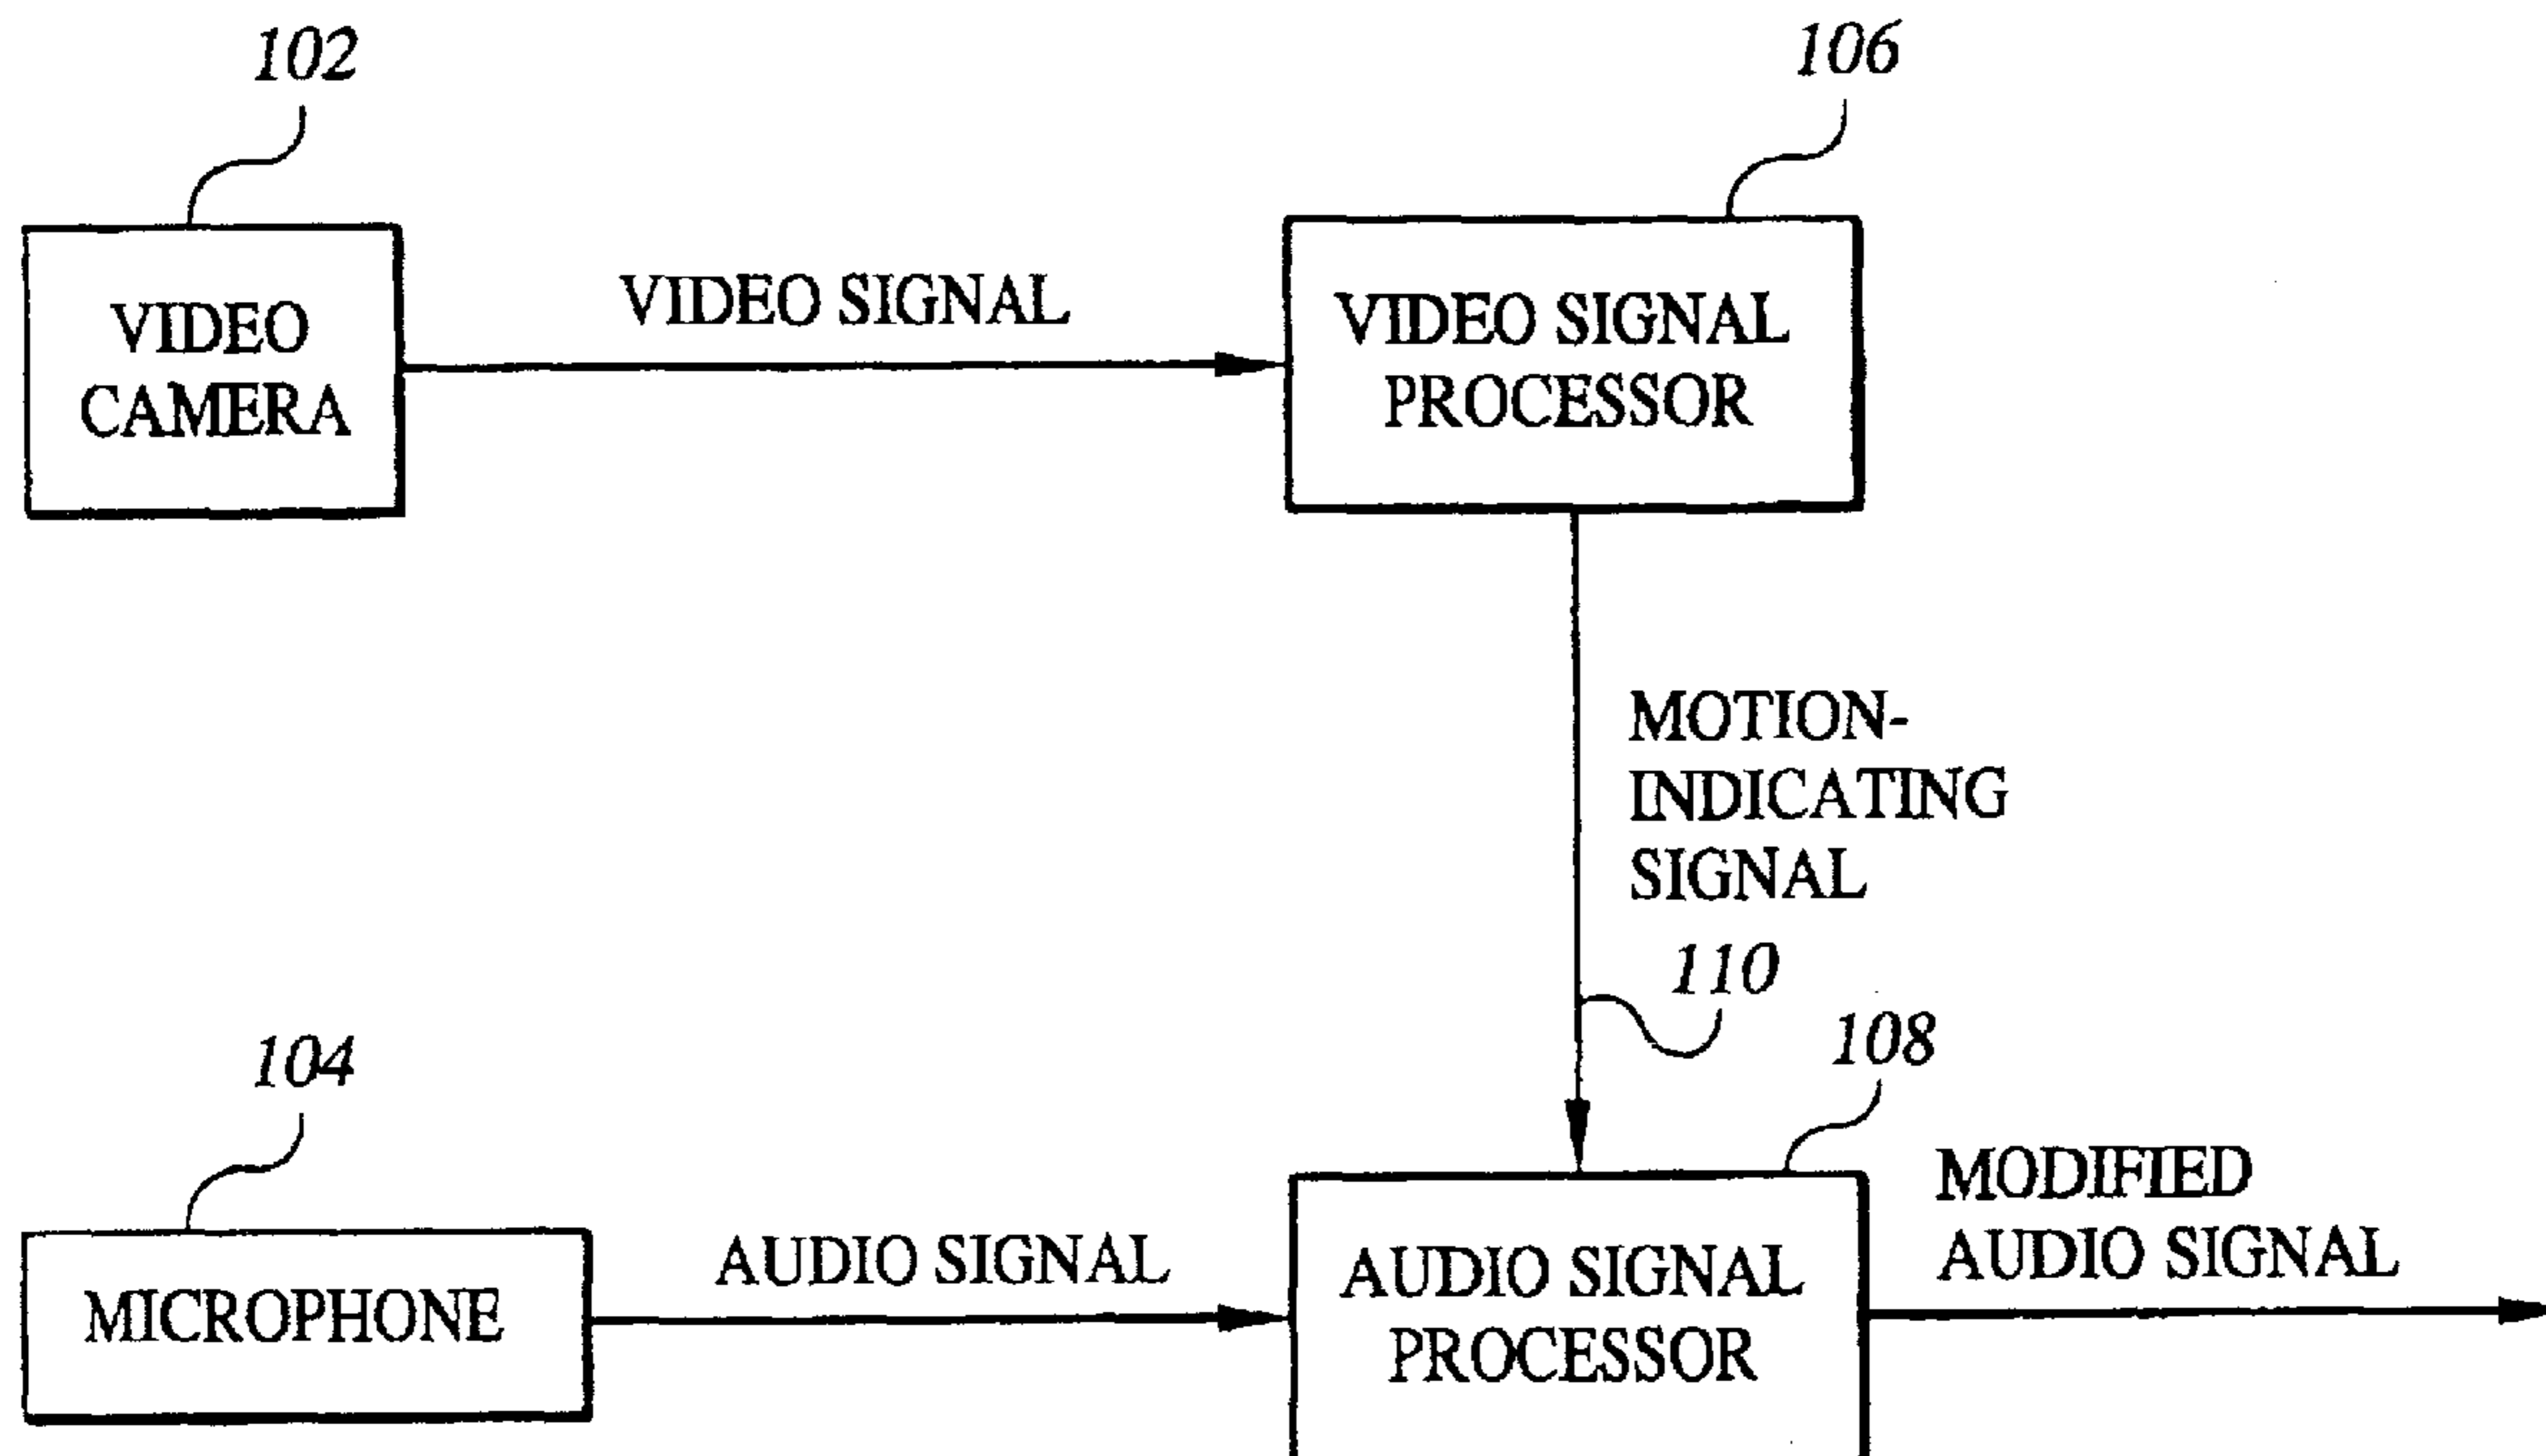 102
106
VIDEO
CAMERA
VIDEO SIGNAL
VIDEO SIGNAL
PROCESSOR
MOTION-
INDICATING
SIGNAL
110
104
108
MICROPHONE
AUDIO SIGNAL
AUDIO SIGNAL
PROCESSOR
MODIFIED
AUDIO SIGNAL